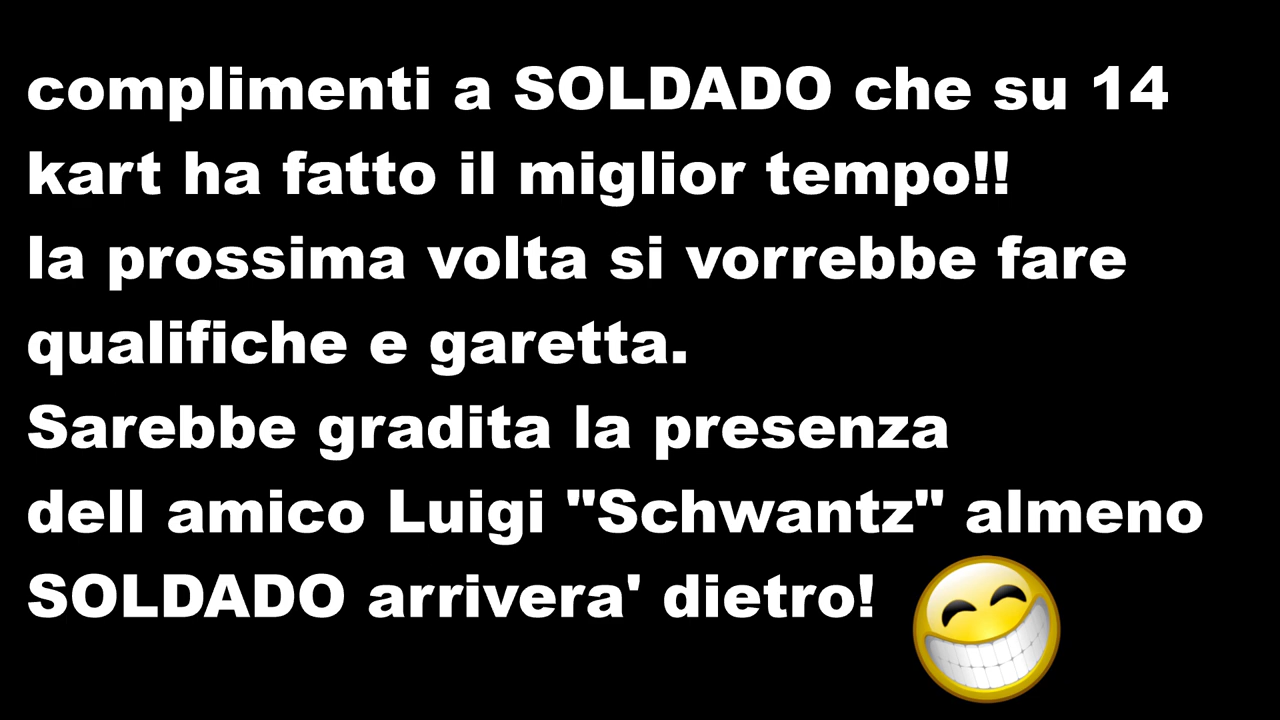 complimenti a SOLDADO che su 14
kart ha fatto il miglior tempo!!
la prossima volta si vorrebbe fare
qualifiche e garetta.
Sarebbe gradita la presenza
dell amico Luigi "Schwantz" almeno
SOLDADO arrivera' dietro!